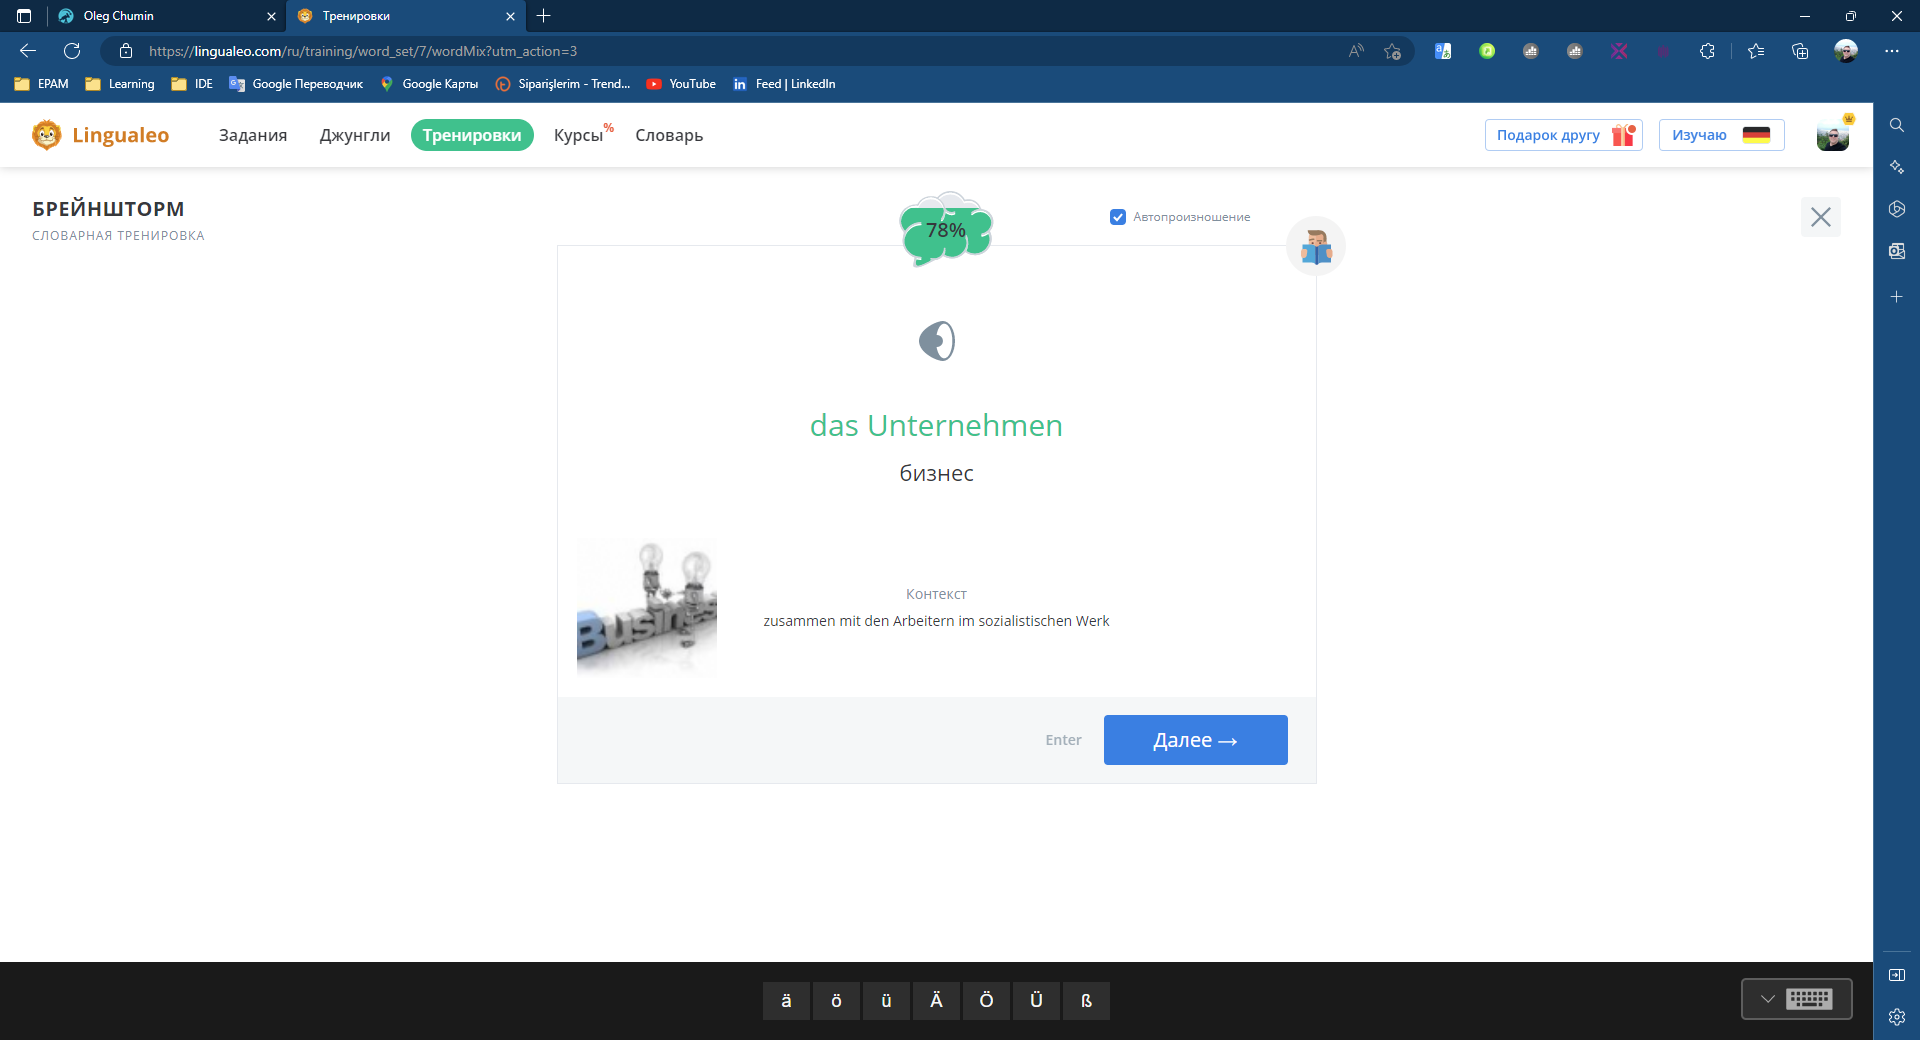 Oleg Chumin
Тренировки
https://lingualeo.com/ru/training/word_set/7/wordMix?utm_action=3
EPAM
Learning
IDE
Google Переводчик
Google Карты
Siparişlerim - Trend...
YouTube
Feed | LinkedIn
Lingualeo
Задания
Джунгли
Тренировки
Курсы%
Словарь
Подарок другу
Изучаю
БРЕЙНШТОРМ
СЛОВАРНАЯ ТРЕНИРОВКА
78%
Автопроизношение
das Unternehmen
бизнес
Business
Контекст
zusammen mit den Arbeitern im sozialistischen Werk
Enter
Далее →
ä ö ü Ä Ö Ü ß